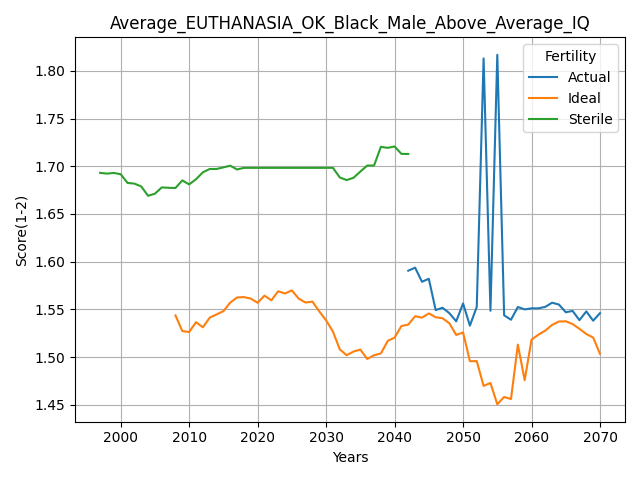 Average_EUTHANASIA_OK_Black_Male_Above_Average_IQ
Fertility
Actual
Ideal
Sterile
Score(1-2)
1.80
1.75
1.70
1.65
1.60
1.55
1.50
1.45
2000 2010 2020 2030 2040 2050 2060 2070
Years